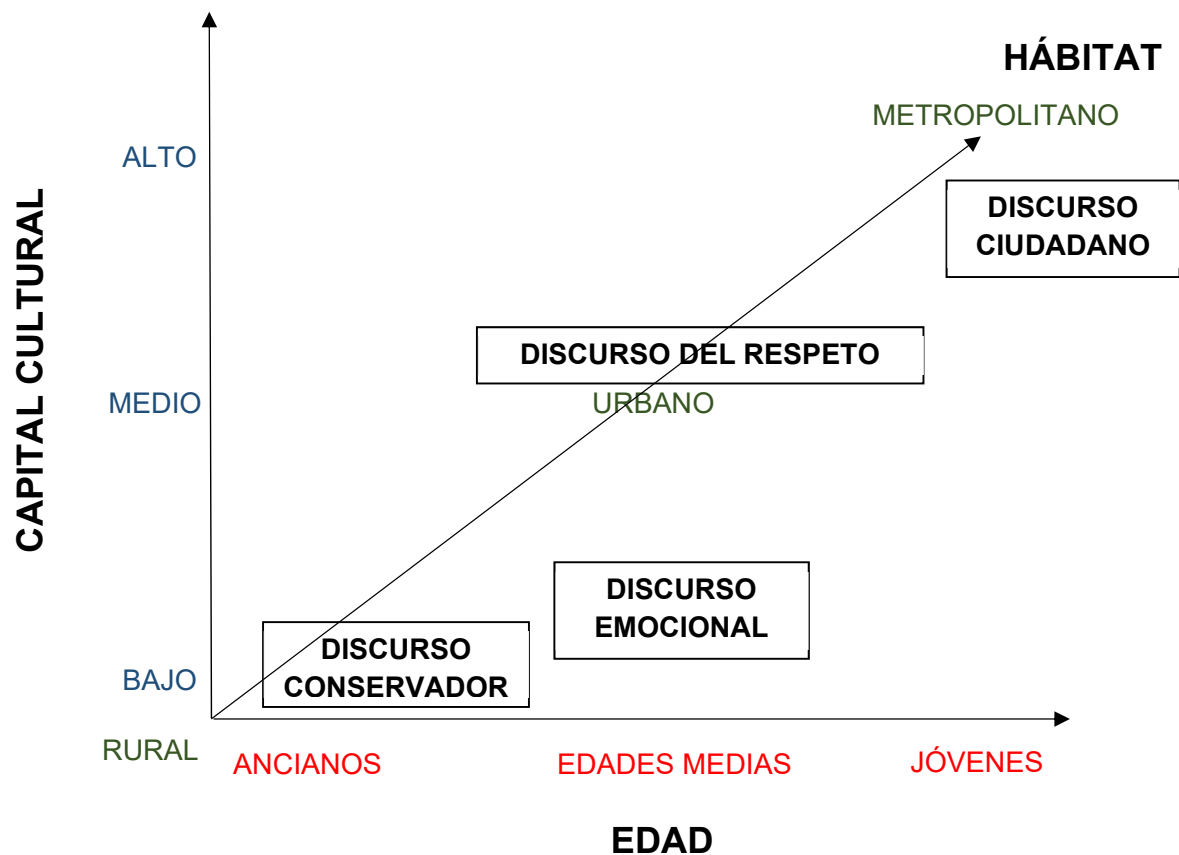 HÁBITAT
METROPOLITANO
ALTO
DISCURSO
CIUDADANO
CAPITAL CULTURAL
DISCURSO DEL RESPETO
MEDIO
URBANO
DISCURSO
EMOCIONAL
DISCURSO
CONSERVADOR
BAJO
RURAL
ANCIANOS
EDADES MEDIAS
JÓVENES
EDAD